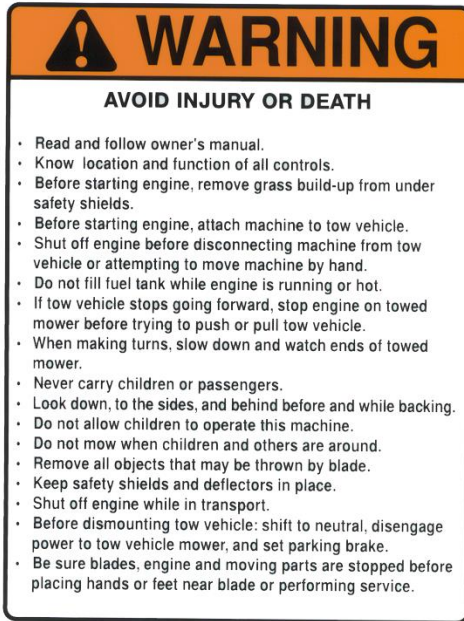 WARNING
AVOID INJURY OR DEATH
· Read and follow owner's manual.
· Know location and function of all controls.
· Before starting engine, remove grass build-up from under
safety shields.
· Before starting engine, attach machine to tow vehicle.
· Shut off engine before disconnecting machine from tow
vehicle or attempting to move machine by hand.
· Do not fill fuel tank while engine is running or hot.
· If tow vehicle stops going forward, stop engine on towed
mower before trying to push or pull tow vehicle.
· When making turns, slow down and watch ends of towed
mower.
· Never carry children or passengers.
· Look down, to the sides, and behind before and while backing.
· Do not allow children to operate this machine.
· Do not mow when children and others are around.
· Remove all objects that may be thrown by blade.
· Keep safety shields and deflectors in place.
· Shut off engine while in transport.
· Before dismounting tow vehicle: shift to neutral, disengage
power to tow vehicle mower, and set parking brake.
· Be sure blades, engine and moving parts are stopped before
placing hands or feet near blade or performing service.